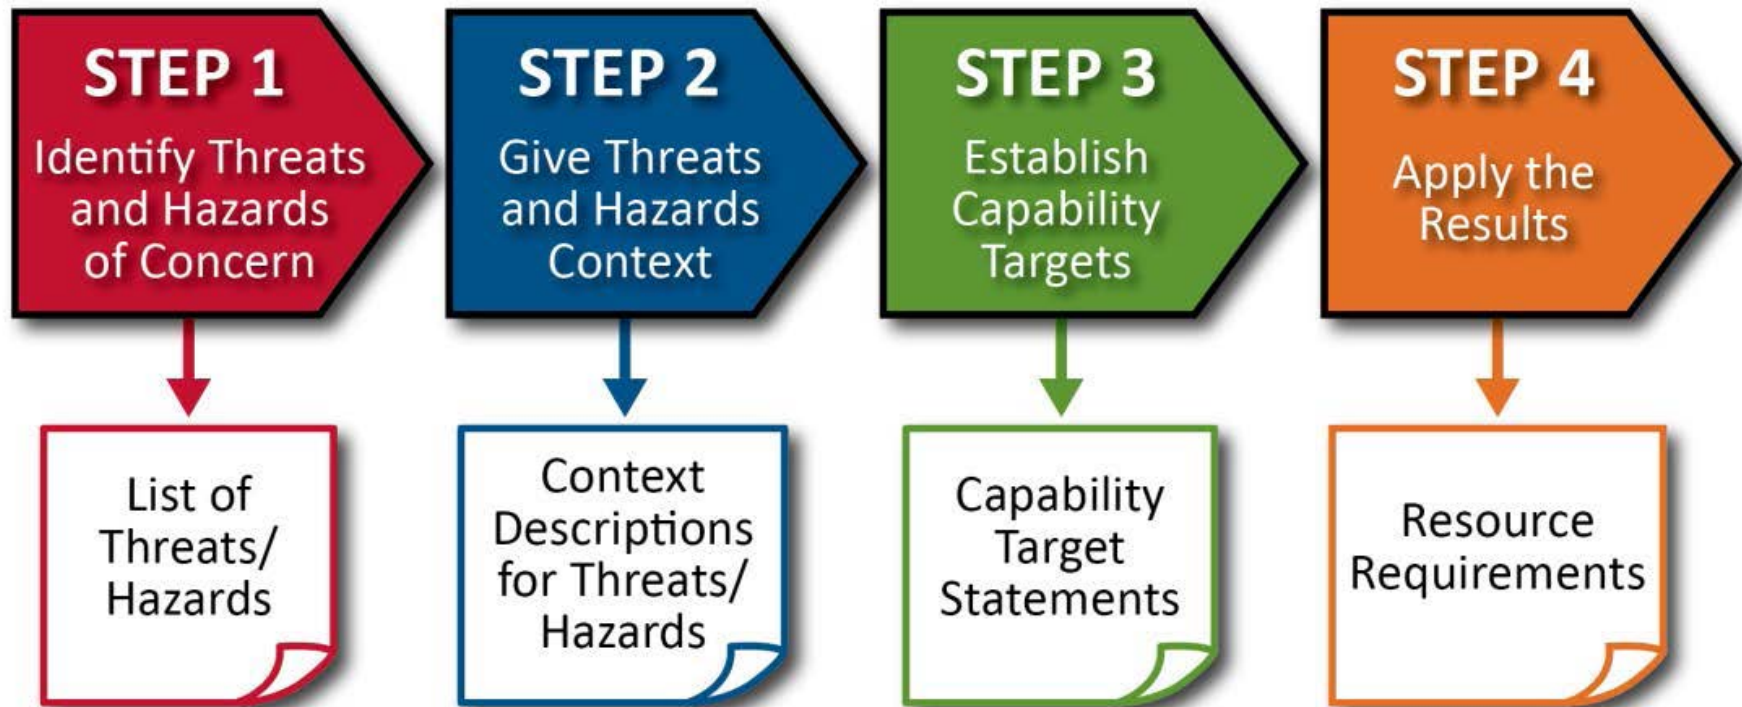 STEP 1
Identify Threats
and Hazards
of Concern
STEP 2
Give Threats
and Hazards
Context
STEP 3
Establish
Capability
Targets
STEP 4
Apply the
Results
List of
Threats/
Hazards
Context
Descriptions
for Threats/
Hazards
Capability
Target
Statements
Resource
Requirements